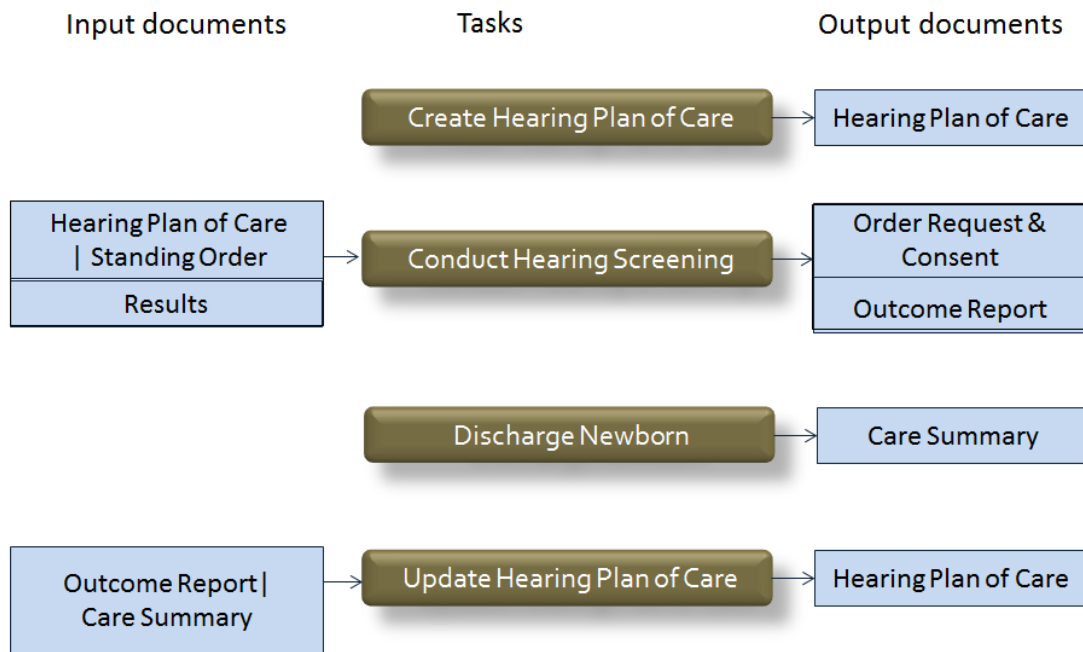 Input documents
Tasks
Output documents
Create Hearing Plan of Care
Hearing Plan of Care
Hearing Plan of Care
| Standing Order
Results
Conduct Hearing Screening
Order Request &
Consent
Outcome Report
Discharge Newborn
Care Summary
Outcome Report|
Care Summary
Update Hearing Plan of Care
Hearing Plan of Care